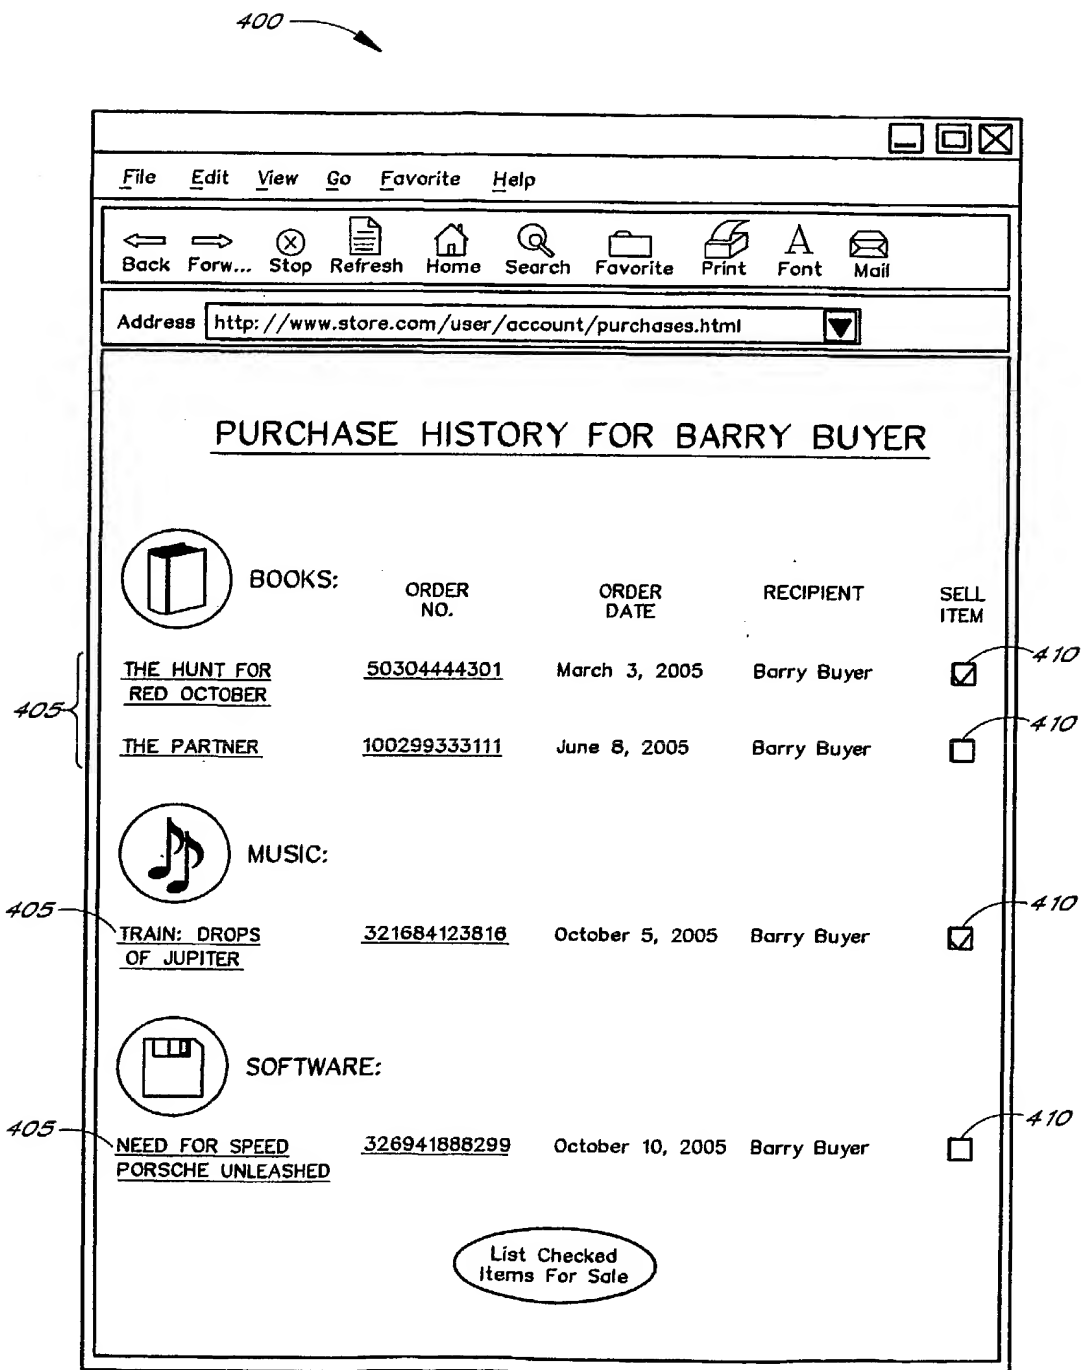 400
File Edit View Go Favorite Help
Back Forw... Stop Refresh Home Search Favorite Print Font Mail
Address http://www.store.com/user/account/purchases.html
PURCHASE HISTORY FOR BARRY BUYER
BOOKS: ORDER NO. ORDER DATE RECIPIENT SELL ITEM
405
THE HUNT FOR 50304444301 March 3, 2005 Barry Buyer 410
RED OCTOBER
THE PARTNER 100299333111 June 8, 2005 Barry Buyer 410
MUSIC:
405 TRAIN: DROPS 321684123816 October 5, 2005 Barry Buyer 410
OF JUPITER
SOFTWARE:
405 NEED FOR SPEED 326941888299 October 10, 2005 Barry Buyer 410
PORSCHE UNLEASHED
List Checked
Items For Sale